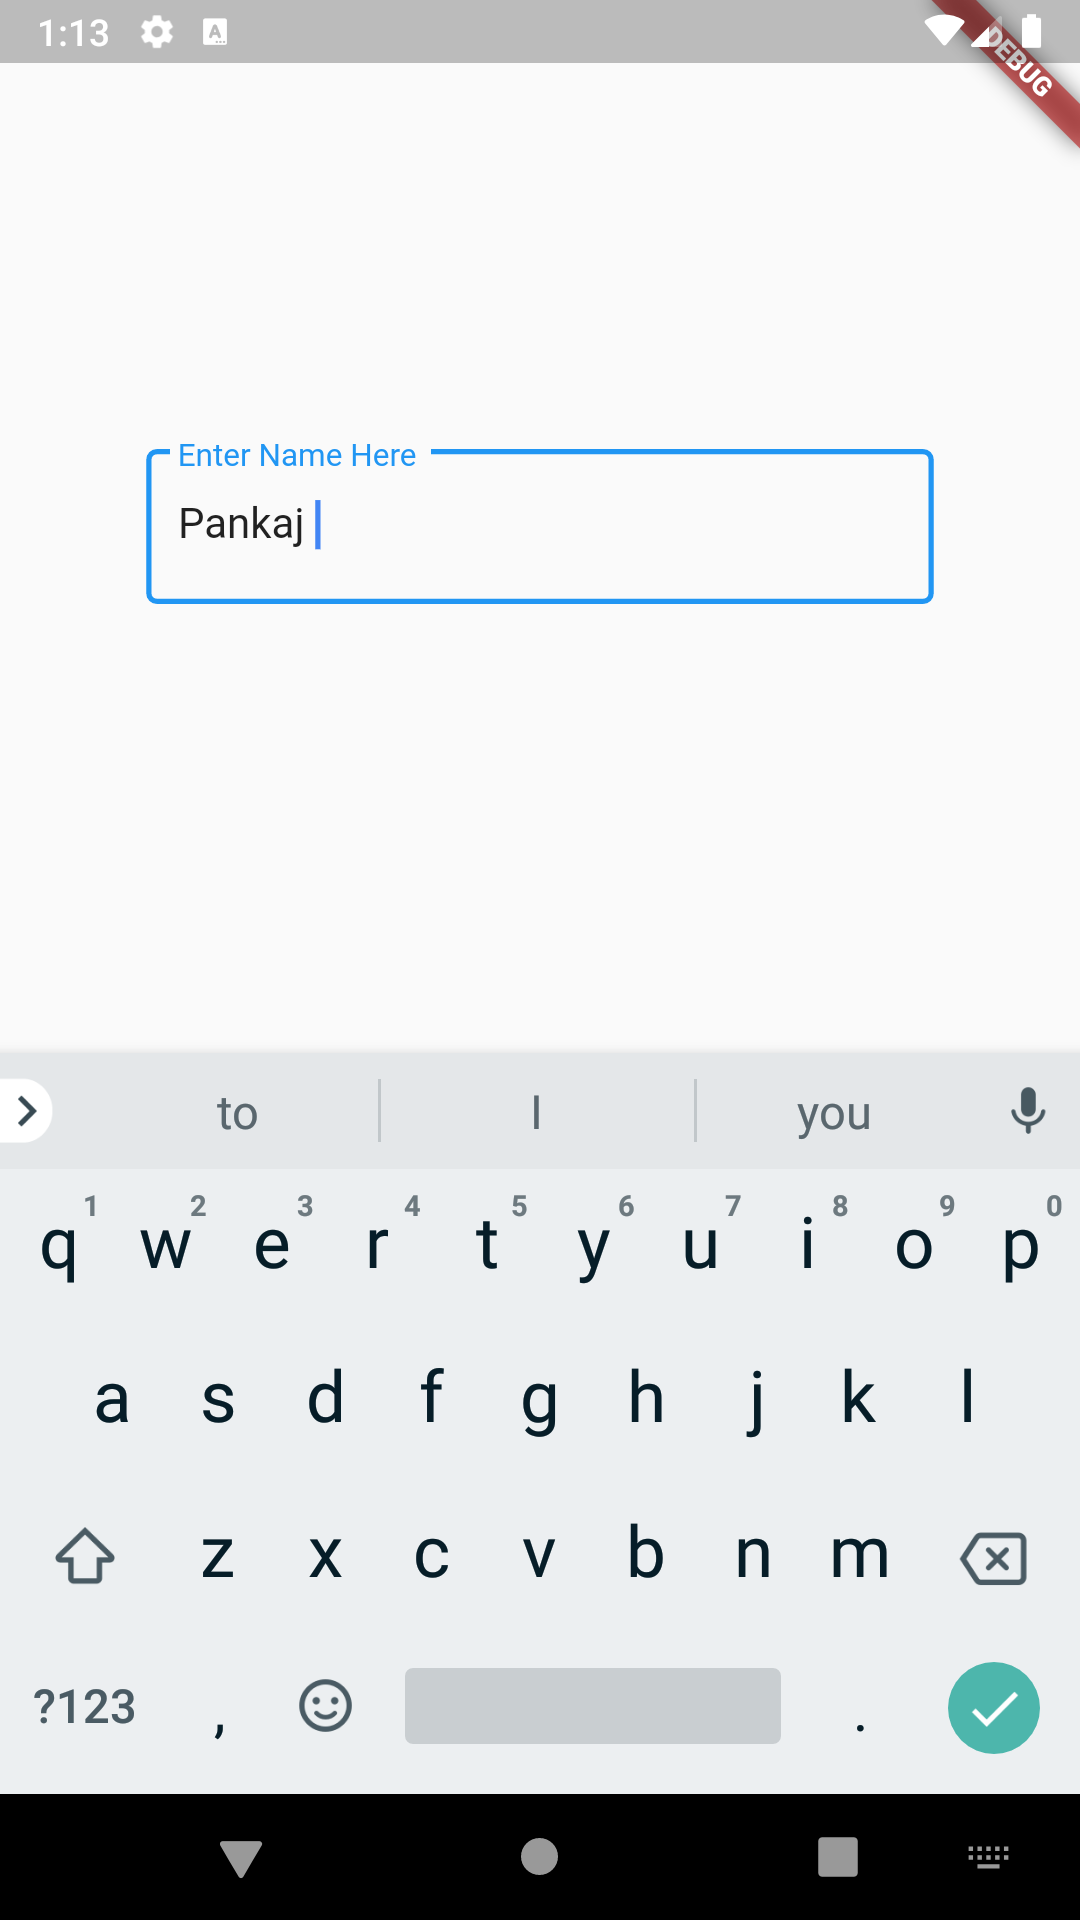 1:13
DEBUG
Enter Name Here
Pankaj
to I you
1 2 3 4 5 6 7 8 9 0
q w e r t y u i o p
a s d f g h j k l
z x c v b n m
?123 , .